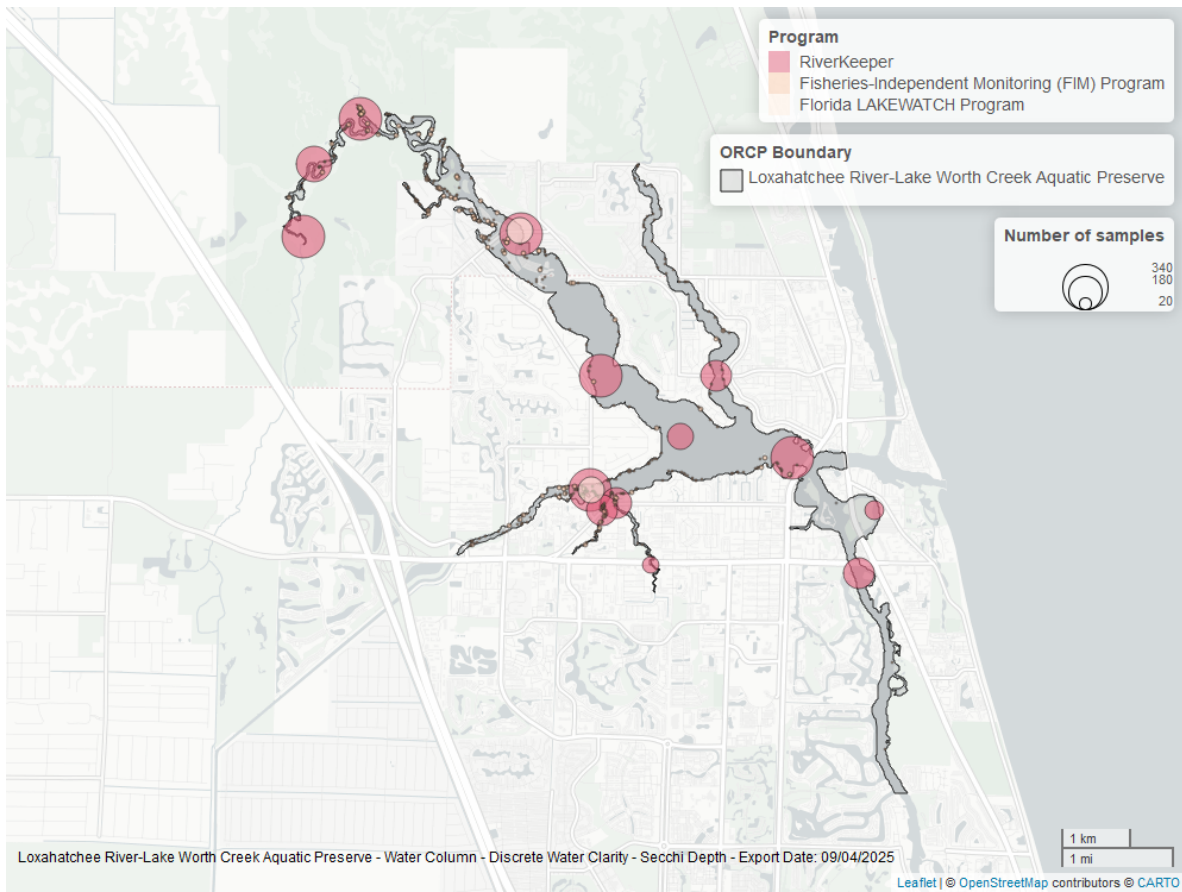 Program
RiverKeeper
Fisheries-Independent Monitoring (FIM) Program
Florida LAKEWATCH Program
ORCP Boundary
Loxahatchee River-Lake Worth Creek Aquatic Preserve
Number of samples
340
180
20
1 km
1 mi
Loxahatchee River-Lake Worth Creek Aquatic Preserve - Water Column - Discrete Water Clarity - Secchi Depth - Export Date: 09/04/2025
Leaflet | © OpenStreetMap contributors © CARTO